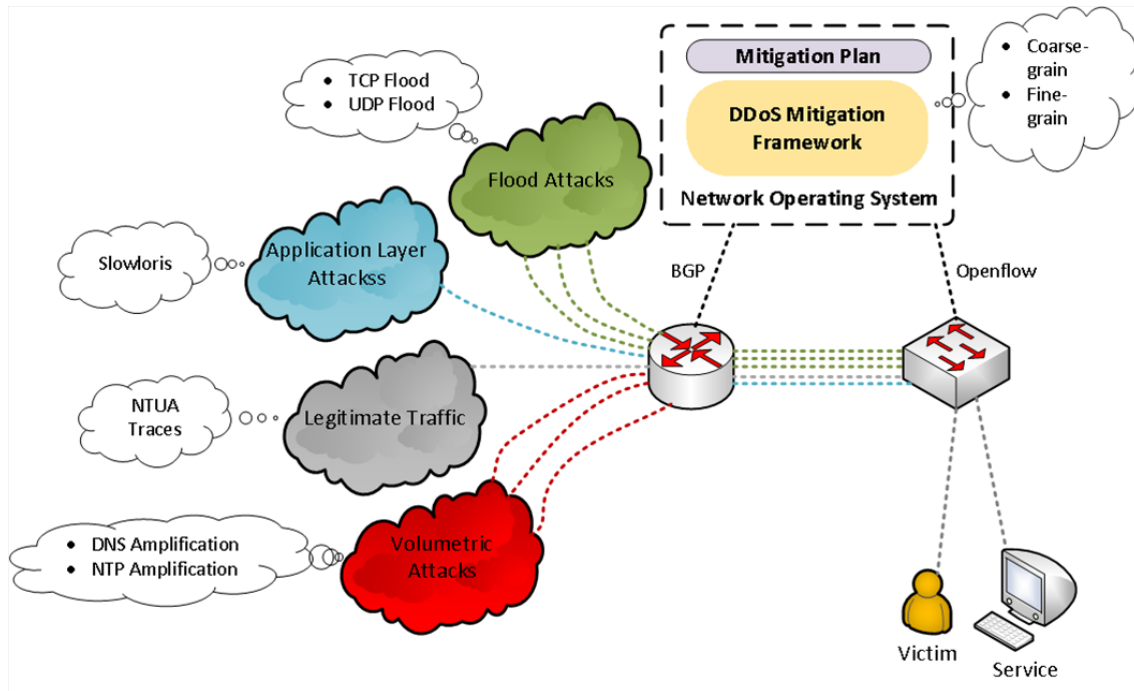 Mitigation Plan
DDoS Mitigation
Framework
Network Operating System
• Coarse-
grain
• Fine-
grain
• TCP Flood
• UDP Flood
Flood Attacks
Slowloris
Application Layer
Attackss
BGP
Openflow
NTUA
Traces
Legitimate Traffic
• DNS Amplification
• NTP Amplification
Volumetric
Attacks
Victim
Service